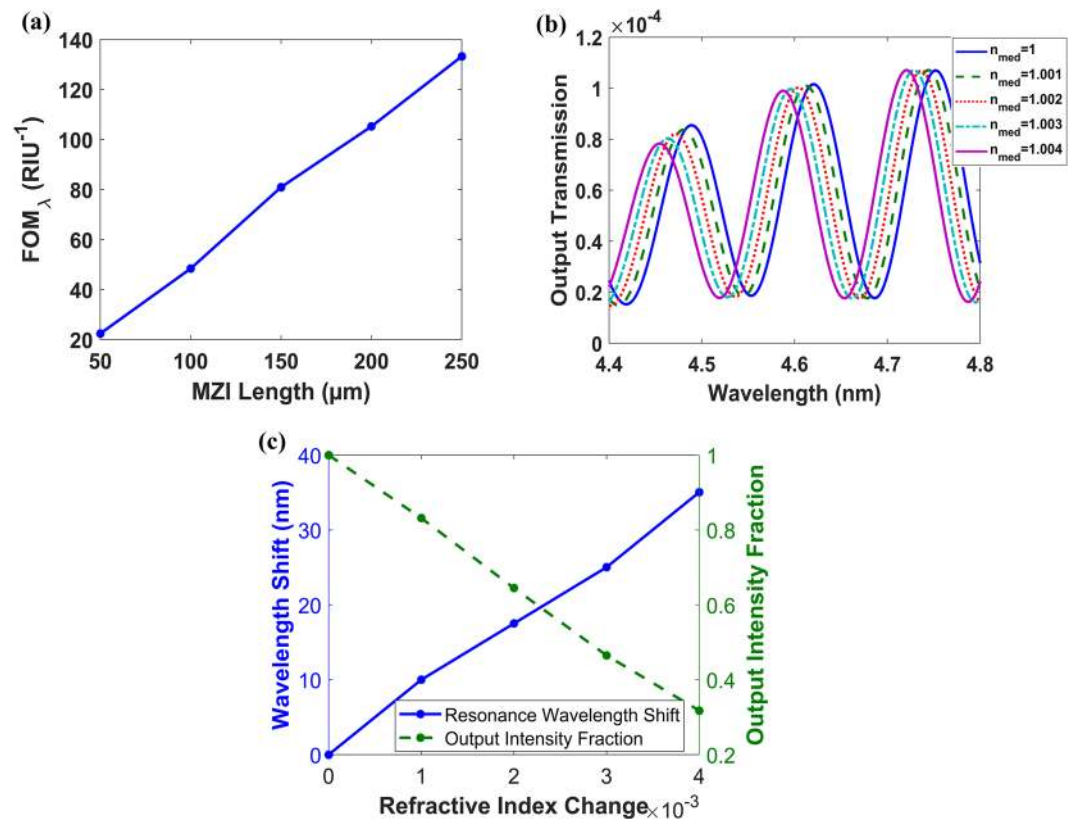 (a)
140
120
100
80
60
40
20
FOM_λ (RIU⁻¹)
50 100 150 200 250
MZI Length (µm)
(b)
×10⁻⁴
1.2
1
0.8
0.6
0.4
0.2
0
Output Transmission
4.4 4.5 4.6 4.7 4.8
Wavelength (nm)
n_med=1
n_med=1.001
n_med=1.002
n_med=1.003
n_med=1.004
(c)
40
30
20
10
0
Wavelength Shift (nm)
1
0.8
0.6
0.4
0.2
Output Intensity Fraction
Resonance Wavelength Shift
Output Intensity Fraction
0 1 2 3 4
Refractive Index Change ×10⁻³